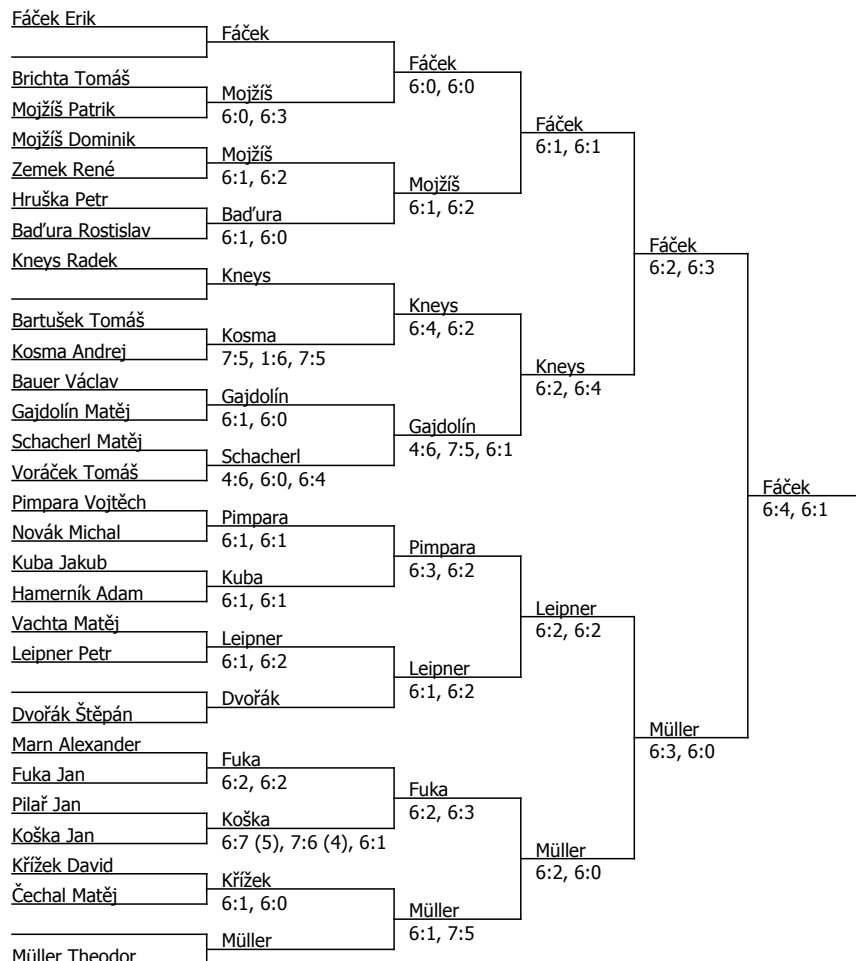 Fáček Erik
Fáček
Fáček
6:0, 6:0
Brichta Tomáš
Mojžíš
6:0, 6:3
Mojžíš Patrik
Fáček
6:1, 6:1
Mojžíš Dominik
Mojžíš
6:1, 6:2
Zemek René
Mojžíš
6:1, 6:2
Hruška Petr
Baďura
6:1, 6:0
Baďura Rostislav
Fáček
6:2, 6:3
Kneys Radek
Kneys
Kneys
6:4, 6:2
Bartušek Tomáš
Kosma
7:5, 1:6, 7:5
Kosma Andrej
Kneys
6:2, 6:4
Bauer Václav
Gajdolín
6:1, 6:0
Gajdolín Matěj
Gajdolín
4:6, 7:5, 6:1
Schacherl Matěj
Schacherl
4:6, 6:0, 6:4
Voráček Tomáš
Fáček
6:4, 6:1
Pimpara Vojtěch
Pimpara
6:1, 6:1
Novák Michal
Pimpara
6:3, 6:2
Kuba Jakub
Kuba
6:1, 6:1
Hamerník Adam
Leipner
6:2, 6:2
Vachta Matěj
Leipner
6:1, 6:2
Leipner Petr
Leipner
6:1, 6:2
Dvořák
Dvořák Štěpán
Müller
6:3, 6:0
Marn Alexander
Fuka
6:2, 6:2
Fuka Jan
Fuka
6:2, 6:3
Pilař Jan
Koška
6:7 (5), 7:6 (4), 6:1
Koška Jan
Müller
6:2, 6:0
Křížek David
Křížek
6:1, 6:0
Čechal Matěj
Müller
6:1, 7:5
Müller
Müller Theodor